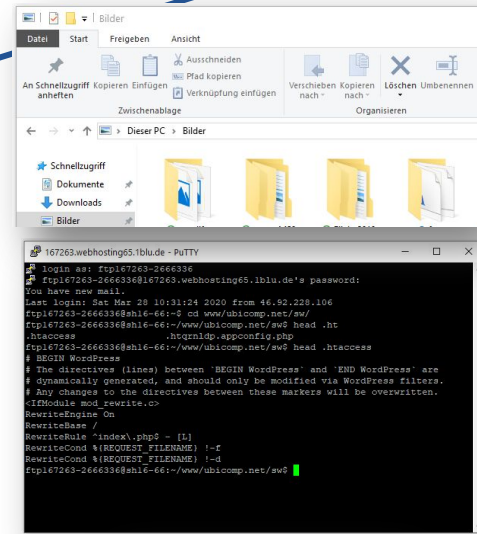 Bilder
Datei Start Freigeben Ansicht
An Schnellzugriff anheften
Kopieren
Einfügen
Ausschneiden
Pfad kopieren
Verknüpfung einfügen
Verschieben nach
Kopieren nach
Löschen
Umbenennen
Zwischenablage
Organisieren
Dieser PC > Bilder
Schnellzugriff
Dokumente
Downloads
Bilder
167263.webhosting65.1blu.de - PuTTY
login as: ftp167263-2666336
ftp167263-2666336@167263.webhosting65.1blu.de's password:
You have new mail.
Last login: Sat Mar 28 10:31:24 2020 from 46.92.228.106
ftp167263-2666336@sh16-66:~$ cd www/ubicomp.net/sw/
ftp167263-2666336@sh16-66:~/www/ubicomp.net/sw$ head .ht
.htaccess .htqrnldp.appconfig.php
ftp167263-2666336@sh16-66:~/www/ubicomp.net/sw$ head .htaccess
# BEGIN WordPress
# The directives (lines) between `BEGIN WordPress` and `END WordPress` are
# dynamically generated, and should only be modified via WordPress filters.
# Any changes to the directives between these markers will be overwritten.
<IfModule mod_rewrite.c>
RewriteEngine On
RewriteBase /
RewriteRule ^index\.php$ - [L]
RewriteCond %{REQUEST_FILENAME} !-f
RewriteCond %{REQUEST_FILENAME} !-d
ftp167263-2666336@sh16-66:~/www/ubicomp.net/sw$